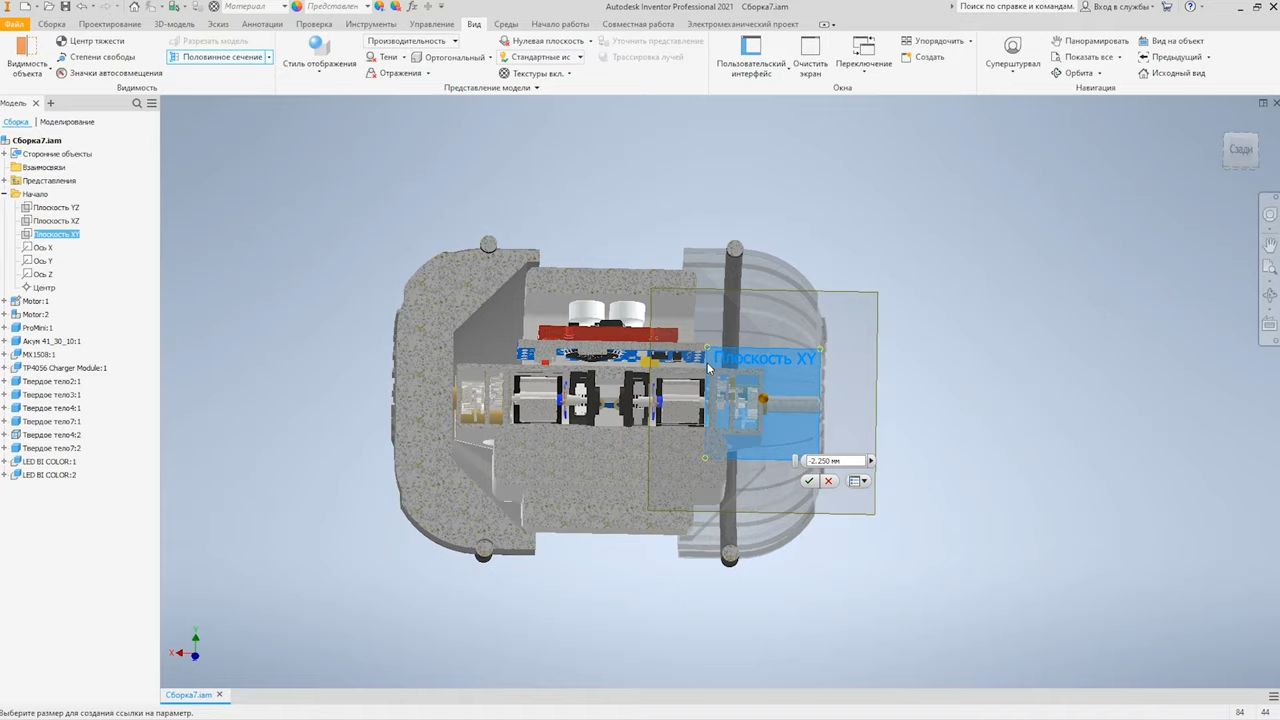 Материал
Представлен
Autodesk Inventor Professional 2021 Сборка7.iam
Поиск по справке и командам.
Вход в службы
Файл Сборка Проектирование 3D-модель Эскиз Аннотации Проверка Инструменты Управление Вид Среды Начало работы Совместная работа Электромеханический проект
Видимость объекта
Центр тяжести
Степени свободы
Значки автосовмещения
Разрезать модель
Половинное сечение
Видимость
Стиль отображения
Производительность
Тени
Ортогональный
Отражения
Нулевая плоскость
Стандартные ис
Текстуры вкл.
Уточнить представление
Трассировка лучей
Представление модели
Пользовательский интерфейс
Очистить экран
Переключение
Упорядочить
Создать
Окна
Суперштурвал
Панорамировать
Показать все
Орбита
Вид на объект
Предыдущий
Исходный вид
Навигация
Модель
Сборка Моделирование
Сборка7.iam
Сторонние объекты
Взаимосвязи
Представления
Начало
Плоскость YZ
Плоскость XZ
Плоскость XY
Ось X
Ось Y
Ось Z
Центр
Motor:1
Motor:2
ProMini:1
Акум 41_30_10:1
MX1508:1
TP4056 Charger Module:1
Твердое тело2:1
Твердое тело3:1
Твердое тело4:1
Твердое тело7:1
Твердое тело4:2
Твердое тело7:2
LED BI COLOR:1
LED BI COLOR:2
Сзади
Плоскость XY
-2.250 мм
Y
X
Сборка7.iam
Выберите размер для создания ссылки на параметр.
84 44